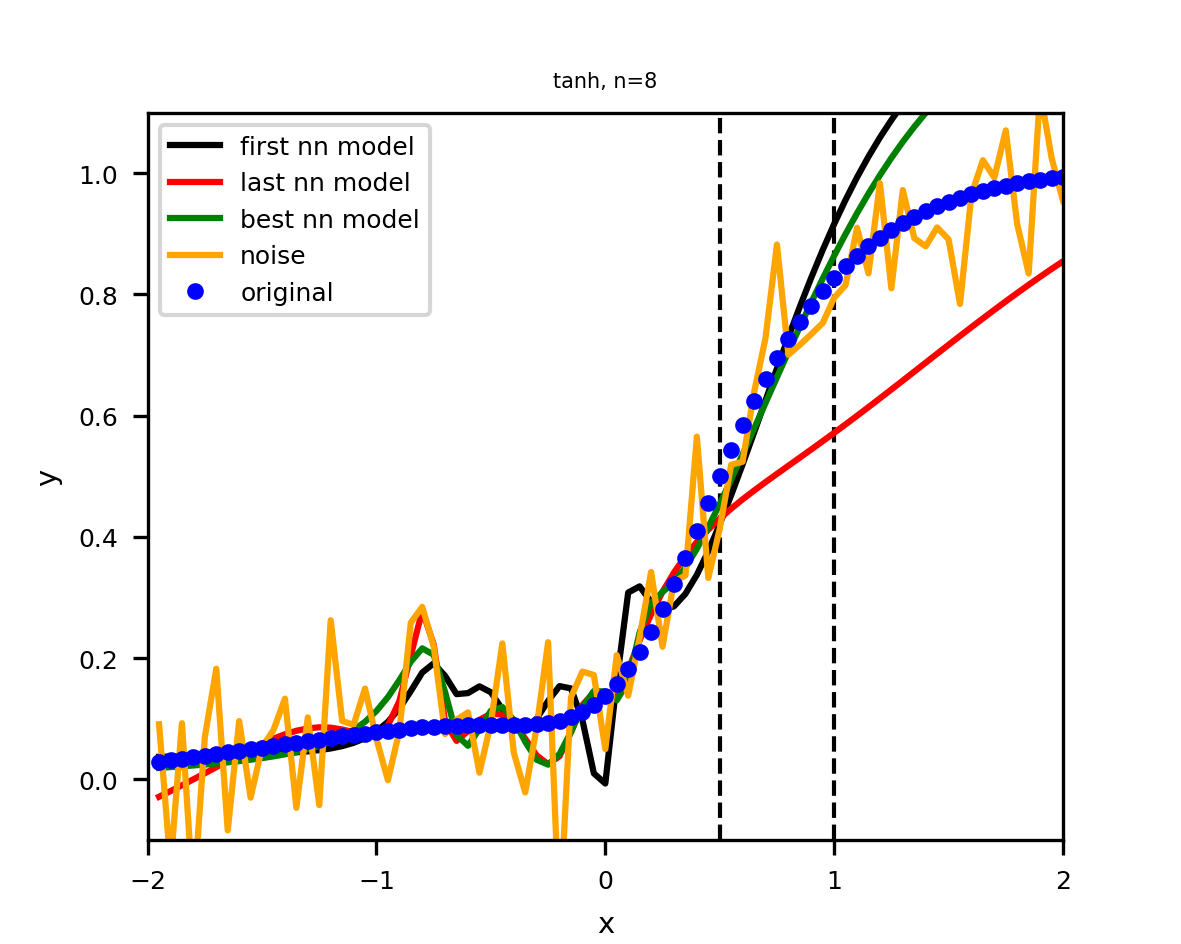 tanh, n=8
first nn model
last nn model
best nn model
noise
original
1.0
0.8
0.6
0.4
0.2
0.0
y
−2
−1
0
1
2
x